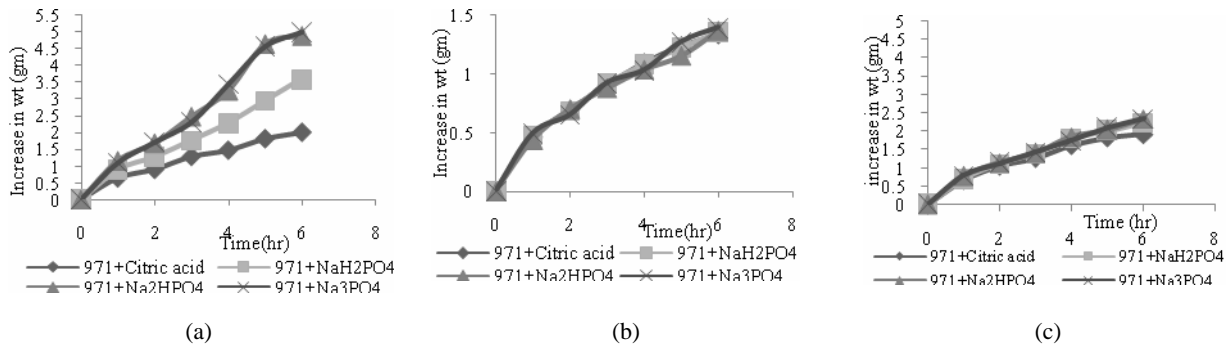 5.5
5
4.5
4
3.5
3
2.5
2
1.5
1
0.5
0
Increase in wt (gm)
0 2 4 6 8
Time(hr)
971+Citric acid 971+NaH2PO4
971+Na2HPO4 971+Na3PO4
(a)
1.5
1
0.5
0
Increase in wt (gm)
0 2 4 6 8
Time(hr)
971+Citric acid 971+NaH2PO4
971+Na2HPO4 971+Na3PO4
(b)
5
4.5
4
3.5
3
2.5
2
1.5
1
0.5
0
increase in wt (gm)
Time (hr)
0 2 4 6 8
971+Citric acid 971+NaH2PO4
971+Na2HPO4 971+Na3PO4
(c)